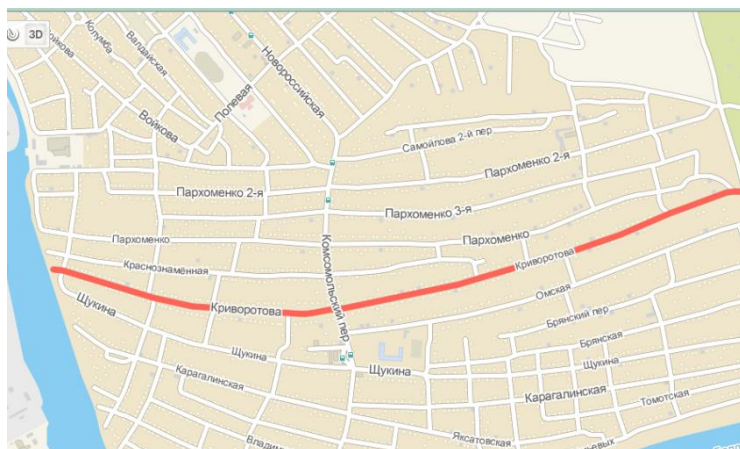 3D
Войкова
Колумба
Валдайская
Новороссийская
Полевая
Войкова
Самойлова 2-й пер
Пархоменко 2-я
Пархоменко 2-я
Пархоменко 3-я
Пархоменко
Пархоменко
Комсомольский пер
Краснознамённая
Криворотова
Криворотова
Щукина
Омская
Брянский пер
Брянская
Щукина
Щукина
Щукина
Карагалинская
Карагалинская
Томотская
Яксатовская